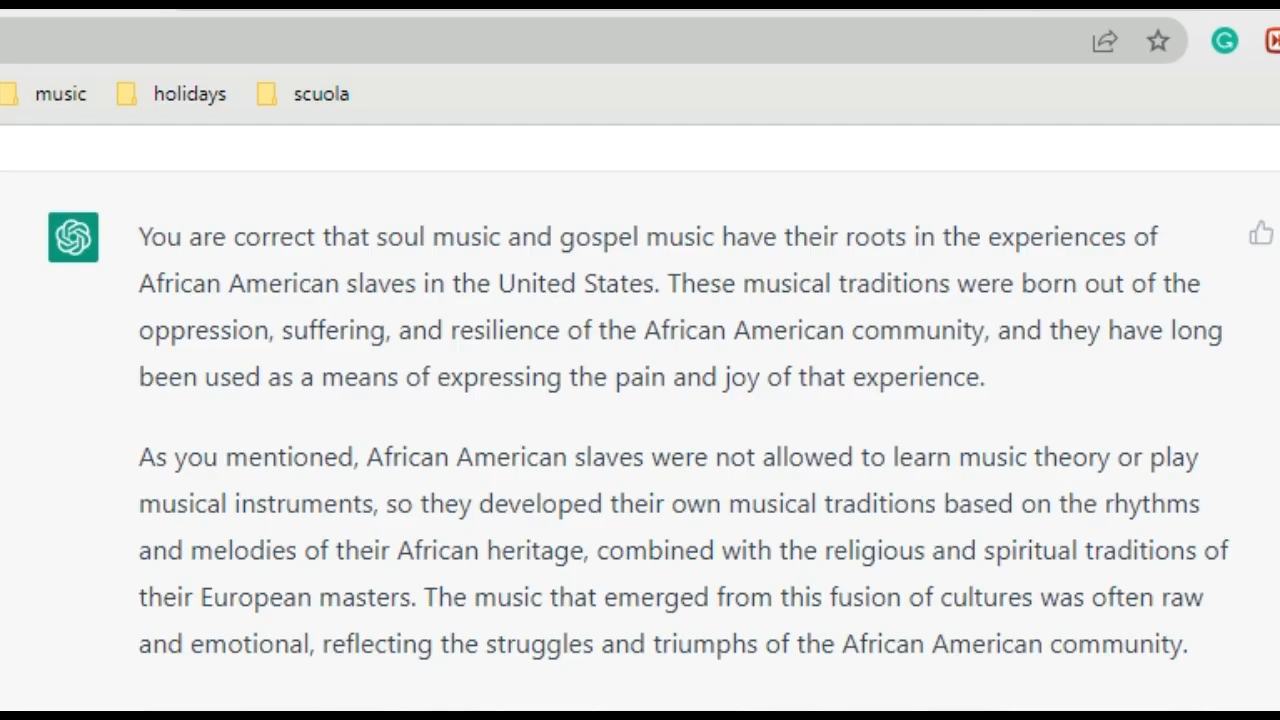 music holidays scuola
You are correct that soul music and gospel music have their roots in the experiences of
African American slaves in the United States. These musical traditions were born out of the
oppression, suffering, and resilience of the African American community, and they have long
been used as a means of expressing the pain and joy of that experience.
As you mentioned, African American slaves were not allowed to learn music theory or play
musical instruments, so they developed their own musical traditions based on the rhythms
and melodies of their African heritage, combined with the religious and spiritual traditions of
their European masters. The music that emerged from this fusion of cultures was often raw
and emotional, reflecting the struggles and triumphs of the African American community.